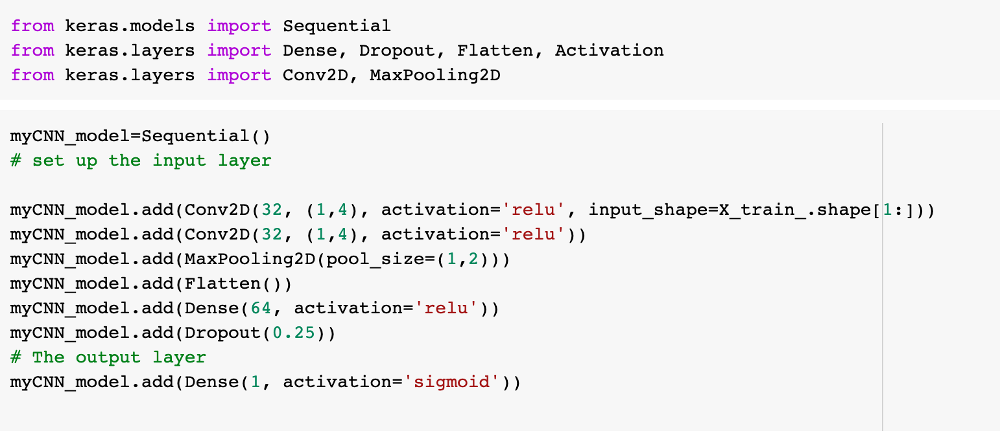 from keras.models import Sequential
from keras.layers import Dense, Dropout, Flatten, Activation
from keras.layers import Conv2D, MaxPooling2D
myCNN_model=Sequential()
# set up the input layer
myCNN_model.add(Conv2D(32, (1,4), activation='relu', input_shape=X_train_.shape[1:]))
myCNN_model.add(Conv2D(32, (1,4), activation='relu'))
myCNN_model.add(MaxPooling2D(pool_size=(1,2)))
myCNN_model.add(Flatten())
myCNN_model.add(Dense(64, activation='relu'))
myCNN_model.add(Dropout(0.25))
# The output layer
myCNN_model.add(Dense(1, activation='sigmoid'))